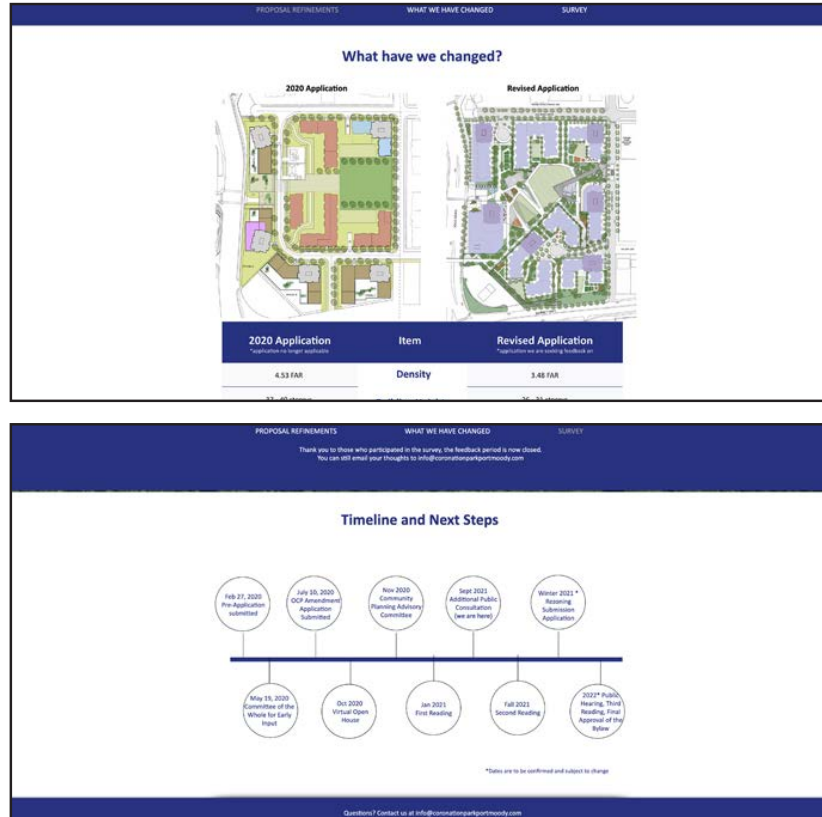 PROPOSAL REFINEMENTS WHAT WE HAVE CHANGED SURVEY
What have we changed?
2020 Application Revised Application
2020 Application Item Revised Application
*application no longer applicable *application we are seeking feedback on
4.53 FAR Density 3.48 FAR
PROPOSAL REFINEMENTS WHAT WE HAVE CHANGED SURVEY
Thank you to those who participated in the survey, the feedback period is now closed.
You can still email your thoughts to info@coronationparkportmoody.com
Timeline and Next Steps
Feb 27, 2020
Pre-Application
submitted
July 10, 2020
OCP Amendment
Application
Submitted
Nov 2020
Community
Planning Advisory
Committee
Sept 2021
Additional Public
Consultation
(we are here)
Winter 2021 *
Rezoning
Submission
Application
May 19, 2020
Committee of the
Whole for Early
Input
Oct 2020
Virtual Open
House
Jan 2021
First Reading
Fall 2021
Second Reading
2022* Public
Hearing, Third
Reading, Final
Approval of the
Bylaw
*Dates are to be confirmed and subject to change
Questions? Contact us at info@coronationparkportmoody.com